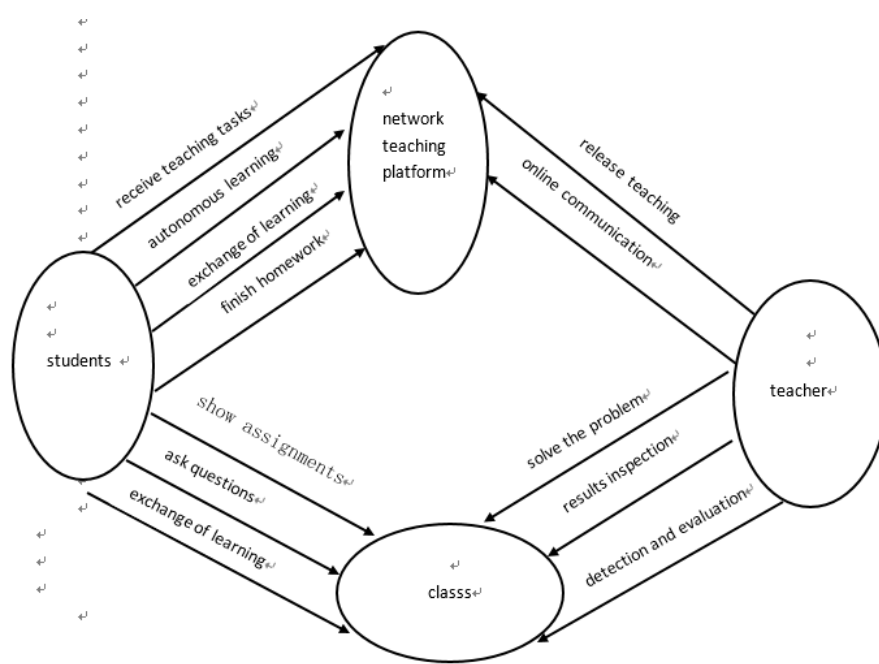 network
teaching
platform
receive teaching tasks
autonomous learning
exchange of learning
finish homework
release teaching
online communication
students
teacher
show assignments
ask questions
exchange of learning
solve the problem
results inspection
detection and evaluation
classs